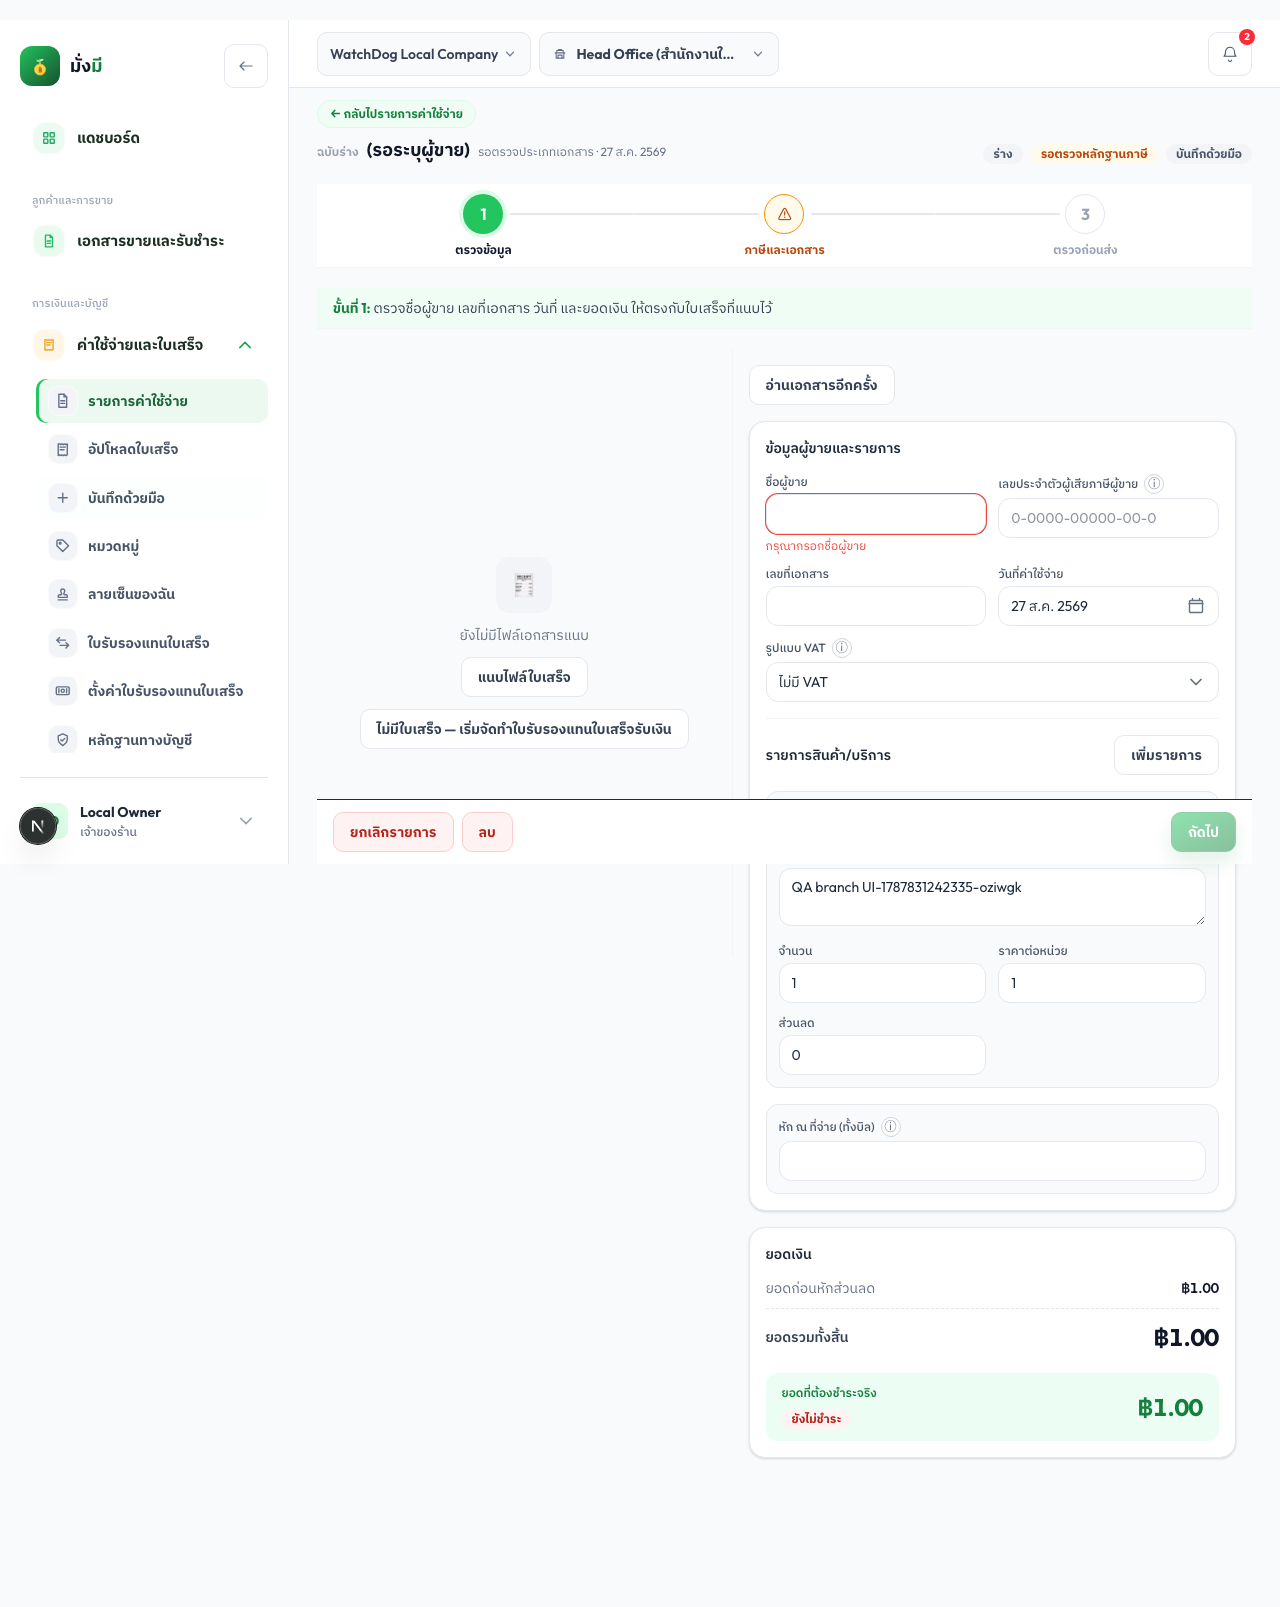 มั่งมี
แดชบอร์ด
ลูกค้าและการขาย
เอกสารขายและรับชำระ
การเงินและบัญชี
ค่าใช้จ่ายและใบเสร็จ
รายการค่าใช้จ่าย
อัปโหลดใบเสร็จ
บันทึกด้วยมือ
หมวดหมู่
ลายเซ็นของฉัน
ใบรับรองแทนใบเสร็จ
ตั้งค่าใบรับรองแทนใบเสร็จ
หลักฐานทางบัญชี
N
Local Owner
เจ้าของร้าน
WatchDog Local Company
Head Office (สำนักงานใ...
2
← กลับไปรายการค่าใช้จ่าย
ฉบับร่าง (รอระบุผู้ขาย) รอตรวจประเภทเอกสาร · 27 ส.ค. 2569
ร่าง รอตรวจหลักฐานภาษี บันทึกด้วยมือ
1 3
ตรวจข้อมูล ภาษีและเอกสาร ตรวจก่อนส่ง
ขั้นที่ 1: ตรวจชื่อผู้ขาย เลขที่เอกสาร วันที่ และยอดเงิน ให้ตรงกับใบเสร็จที่แนบไว้
ยังไม่มีไฟล์เอกสารแนบ
แนบไฟล์ใบเสร็จ
ไม่มีใบเสร็จ — เริ่มจัดทำใบรับรองแทนใบเสร็จรับเงิน
อ่านเอกสารอีกครั้ง
ข้อมูลผู้ขายและรายการ
ชื่อผู้ขาย เลขประจำตัวผู้เสียภาษีผู้ขาย
0-0000-00000-00-0
กรุณากรอกชื่อผู้ขาย
เลขที่เอกสาร วันที่ค่าใช้จ่าย
27 ส.ค. 2569
รูปแบบ VAT
ไม่มี VAT
รายการสินค้า/บริการ เพิ่มรายการ
ยกเลิกรายการ ลบ ถัดไป
QA branch UI-1787831242335-oziwgk
จำนวน ราคาต่อหน่วย
1 1
ส่วนลด
0
หัก ณ ที่จ่าย (ทั้งบิล)
ยอดเงิน
ยอดก่อนหักส่วนลด ฿1.00
ยอดรวมทั้งสิ้น ฿1.00
ยอดที่ต้องชำระจริง
ยังไม่ชำระ ฿1.00